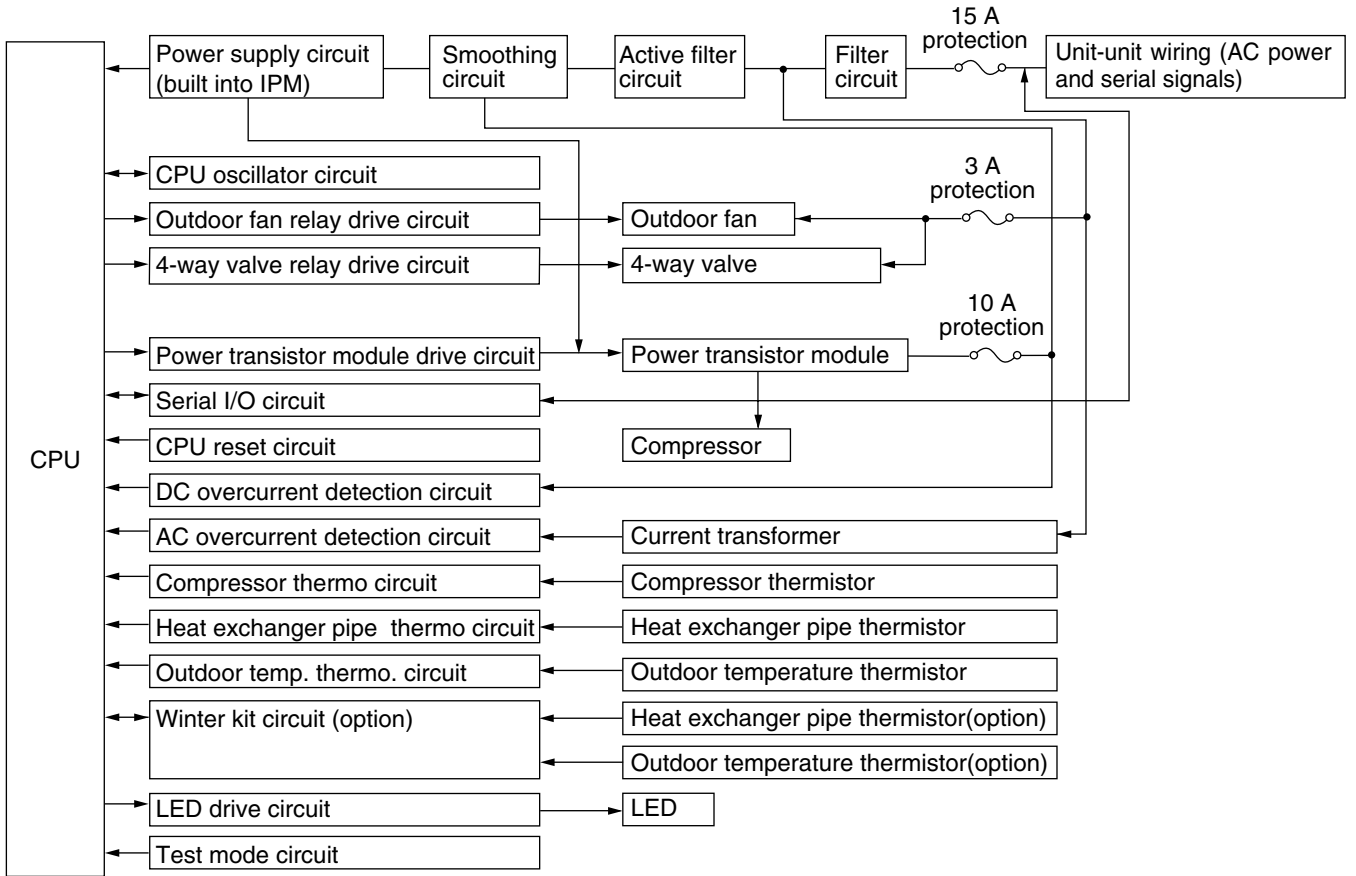 15 A
protection
Power supply circuit
(built into IPM)
Smoothing
circuit
Active filter
circuit
Filter
circuit
Unit-unit wiring (AC power
and serial signals)
CPU oscillator circuit
3 A
protection
Outdoor fan relay drive circuit
Outdoor fan
4-way valve relay drive circuit
4-way valve
10 A
protection
Power transistor module drive circuit
Power transistor module
Serial I/O circuit
CPU reset circuit
Compressor
CPU
DC overcurrent detection circuit
AC overcurrent detection circuit
Current transformer
Compressor thermo circuit
Compressor thermistor
Heat exchanger pipe thermo circuit
Heat exchanger pipe thermistor
Outdoor temp. thermo. circuit
Outdoor temperature thermistor
Winter kit circuit (option)
Heat exchanger pipe thermistor(option)
Outdoor temperature thermistor(option)
LED drive circuit
LED
Test mode circuit